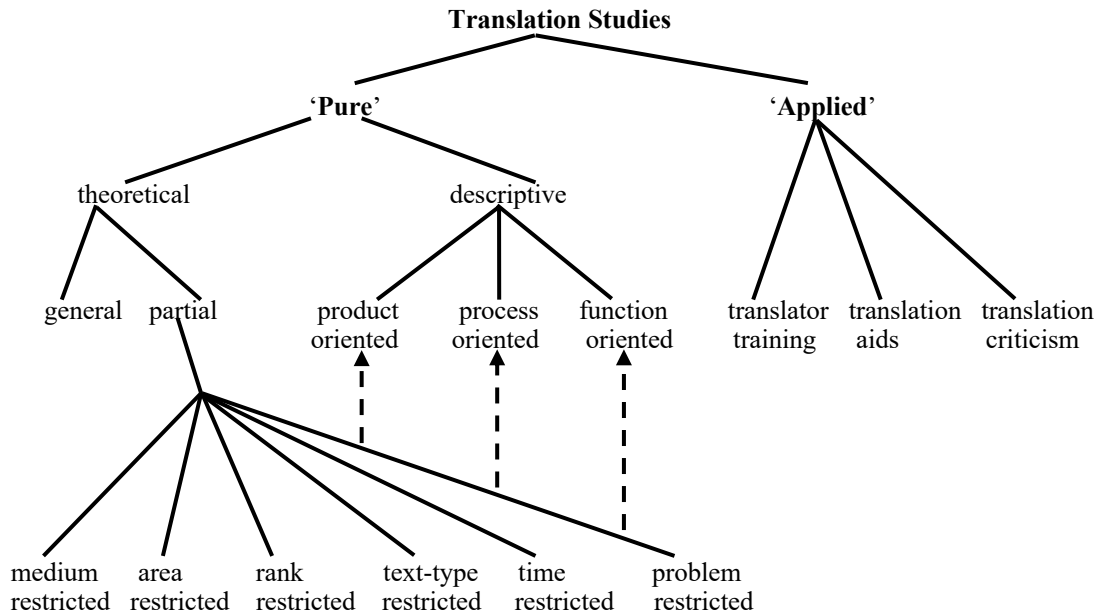 Translation Studies
‘Pure’ ‘Applied’
theoretical descriptive
general partial product process function translator translation translation
oriented oriented oriented training aids criticism
medium area rank text-type time problem
restricted restricted restricted restricted restricted restricted